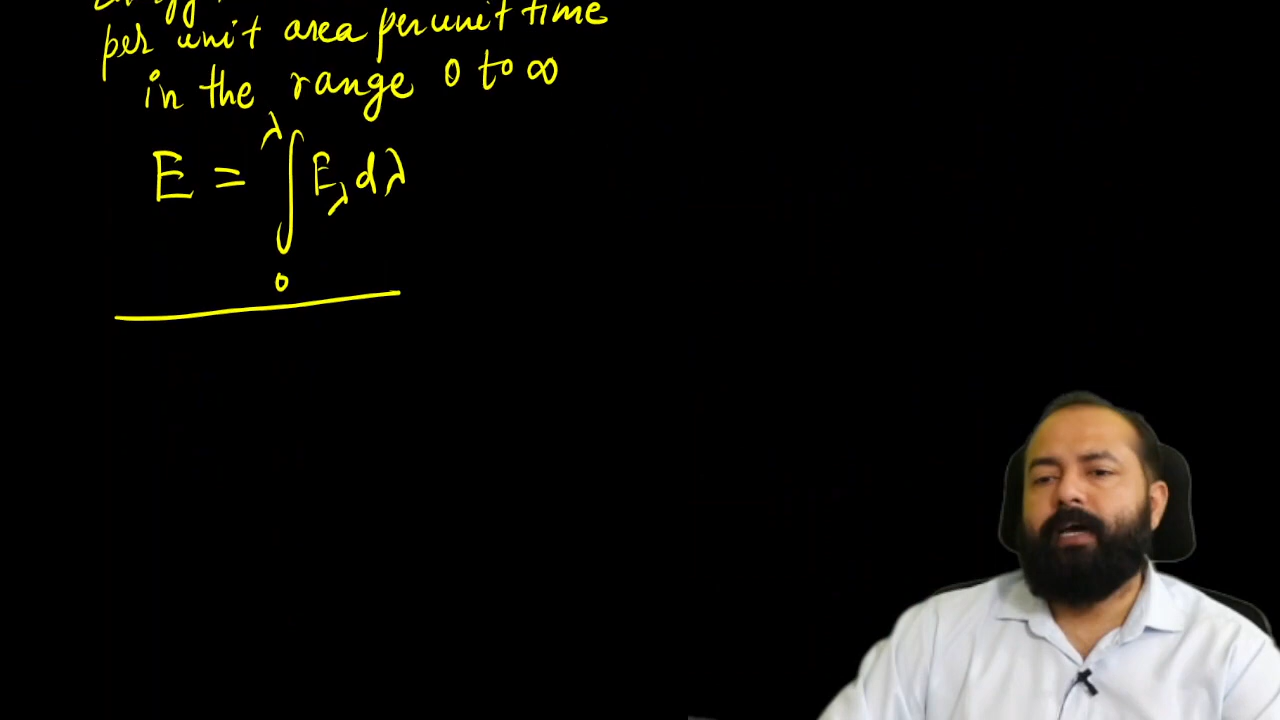 per unit area per unit time
in the range 0 to ∞
E = ∫₀^λ E_λ dλ